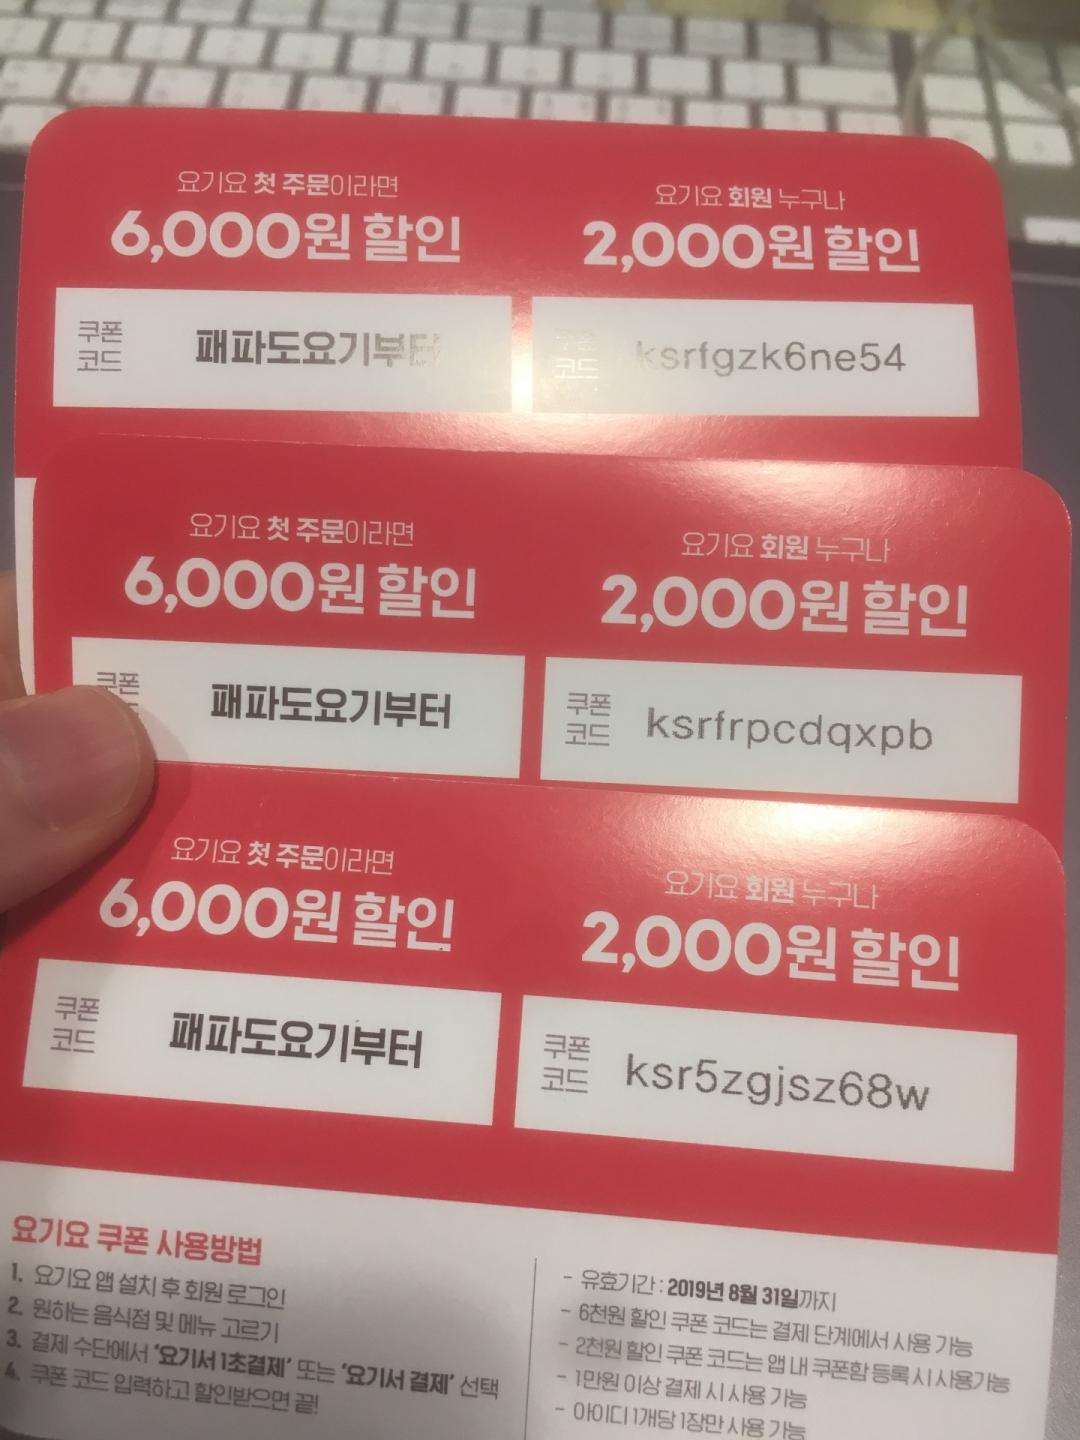 요기요 첫 주문이라면
6,000원 할인
쿠폰
코드
패파도요기부터
요기요 회원 누구나
2,000원 할인
쿠폰
코드
ksrfgzk6ne54
요기요 첫 주문이라면
6,000원 할인
쿠폰
패파도요기부터
요기요 회원 누구나
2,000원 할인
쿠폰
코드
ksrfrpcdqxpb
요기요 첫 주문이라면
6,000원 할인
쿠폰
코드
패파도요기부터
요기요 회원 누구나
2,000원 할인
쿠폰
코드
ksr5zgjsz68w
요기요 쿠폰 사용방법
1. 요기요 앱 설치 후 회원 로그인
2. 원하는 음식점 및 메뉴 고르기
3. 결제 수단에서 '요기서 1초결제' 또는 '요기서 결제' 선택
4. 쿠폰 코드 입력하고 할인받으면 끝!
- 유효기간 : 2019년 8월 31일까지
- 6천원 할인 쿠폰 코드는 결제 단계에서 사용 가능
- 2천원 할인 쿠폰 코드는 앱 내 쿠폰함 등록 시 사용가능
- 1만원 이상 결제 시 사용 가능
- 아이디 1개당 1장만 사용 가능